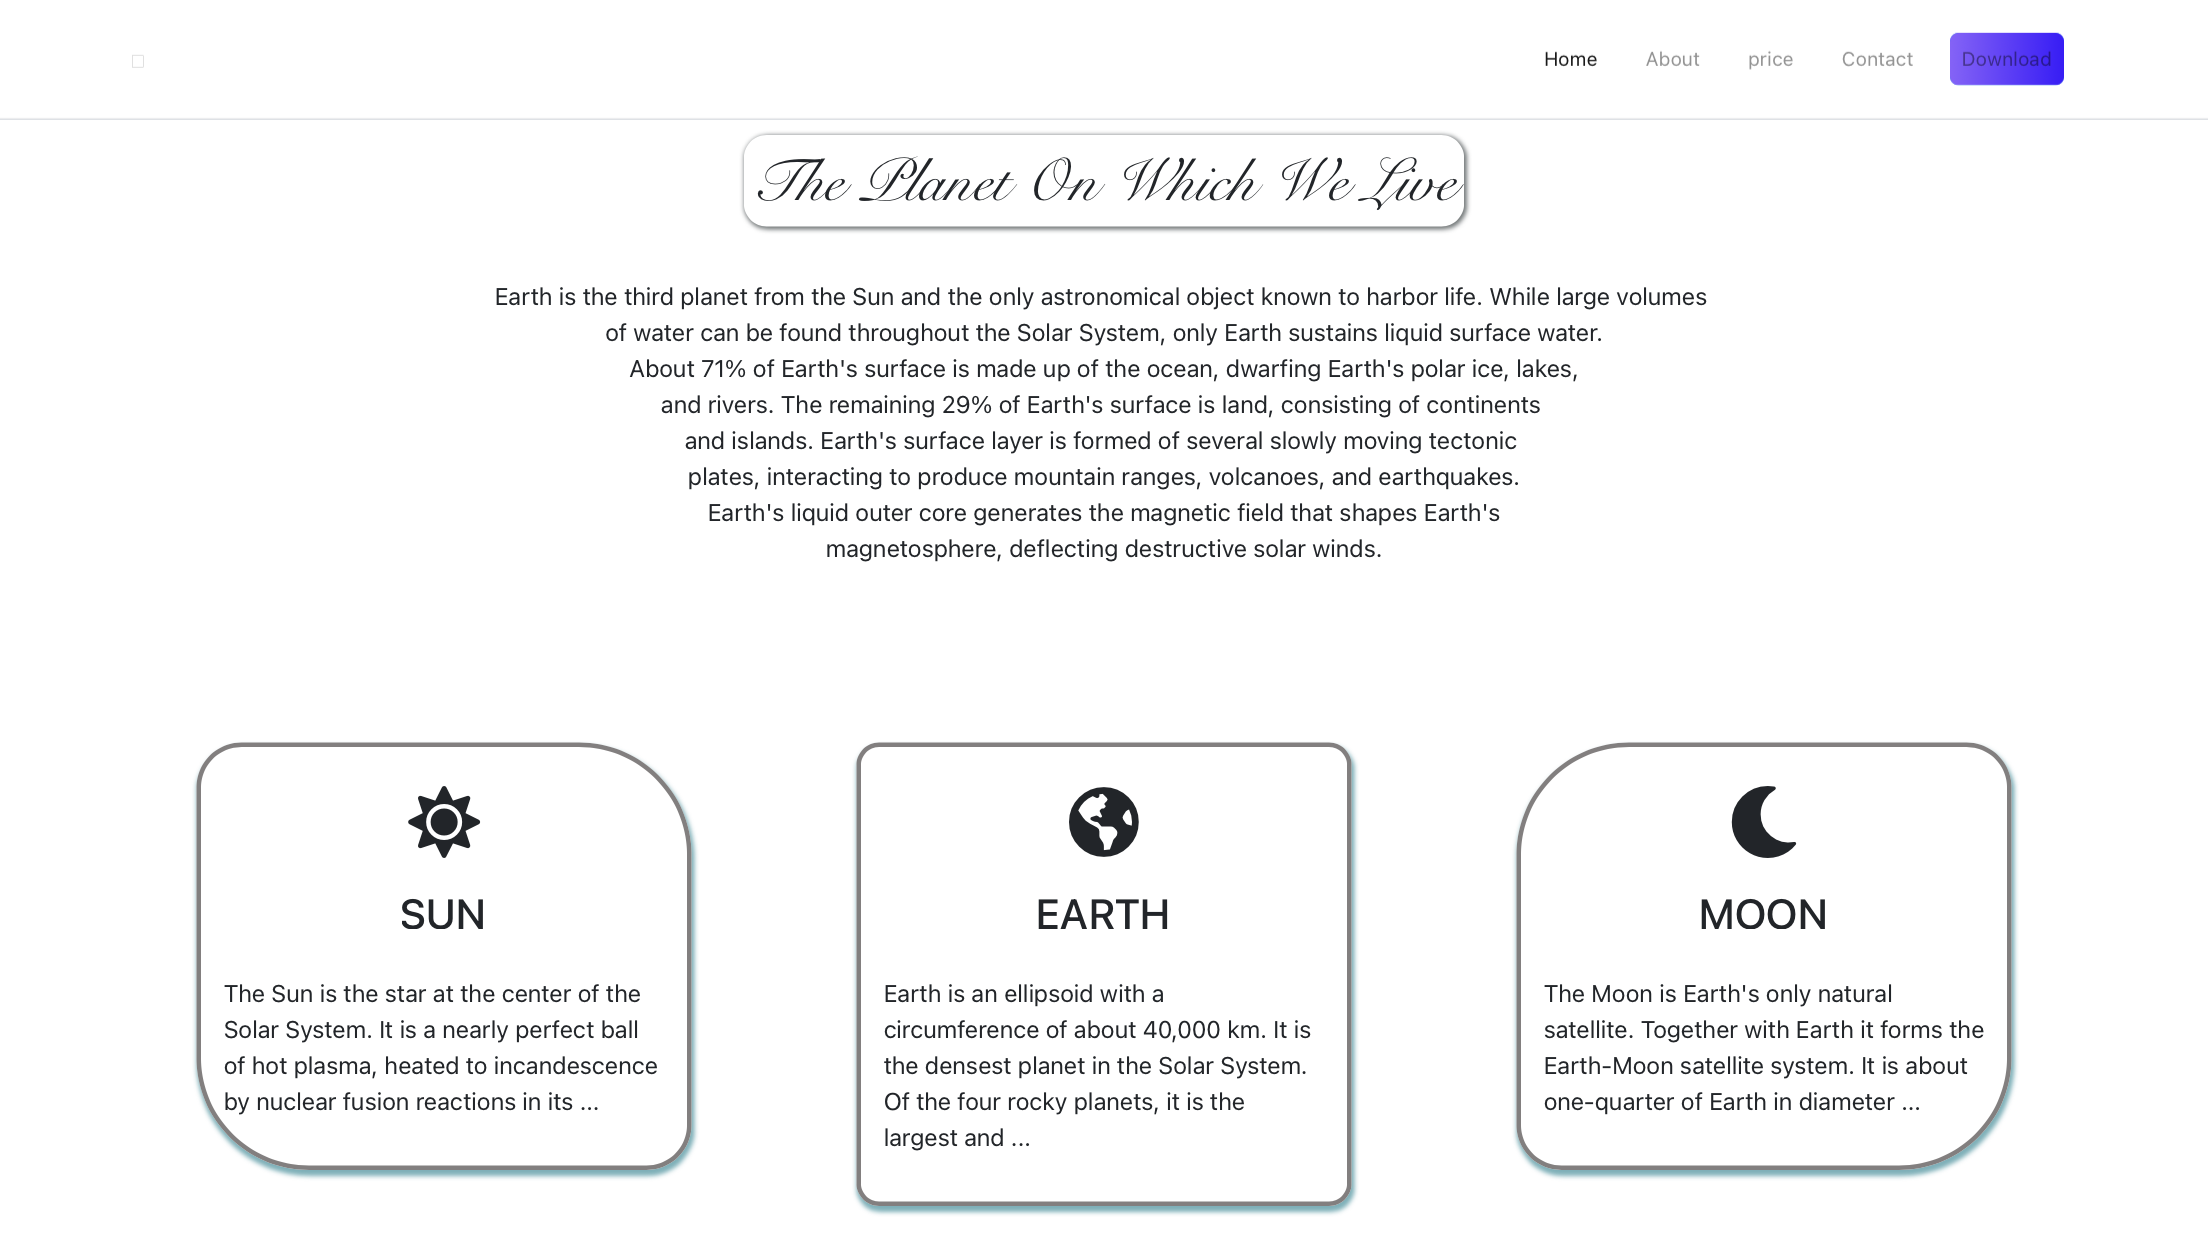 Home About price Contact Download
The Planet On Which We Live
Earth is the third planet from the Sun and the only astronomical object known to harbor life. While large volumes
of water can be found throughout the Solar System, only Earth sustains liquid surface water.
About 71% of Earth's surface is made up of the ocean, dwarfing Earth's polar ice, lakes,
and rivers. The remaining 29% of Earth's surface is land, consisting of continents
and islands. Earth's surface layer is formed of several slowly moving tectonic
plates, interacting to produce mountain ranges, volcanoes, and earthquakes.
Earth's liquid outer core generates the magnetic field that shapes Earth's
magnetosphere, deflecting destructive solar winds.
SUN
The Sun is the star at the center of the
Solar System. It is a nearly perfect ball
of hot plasma, heated to incandescence
by nuclear fusion reactions in its ...
EARTH
Earth is an ellipsoid with a
circumference of about 40,000 km. It is
the densest planet in the Solar System.
Of the four rocky planets, it is the
largest and ...
MOON
The Moon is Earth's only natural
satellite. Together with Earth it forms the
Earth-Moon satellite system. It is about
one-quarter of Earth in diameter ...